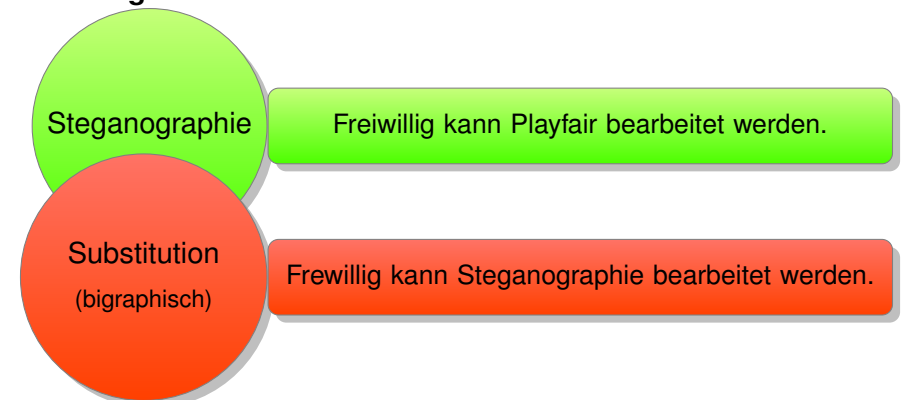 Steganographie
Freiwillig kann Playfair bearbeitet werden.
Substitution
(bigraphisch)
Frewillig kann Steganographie bearbeitet werden.